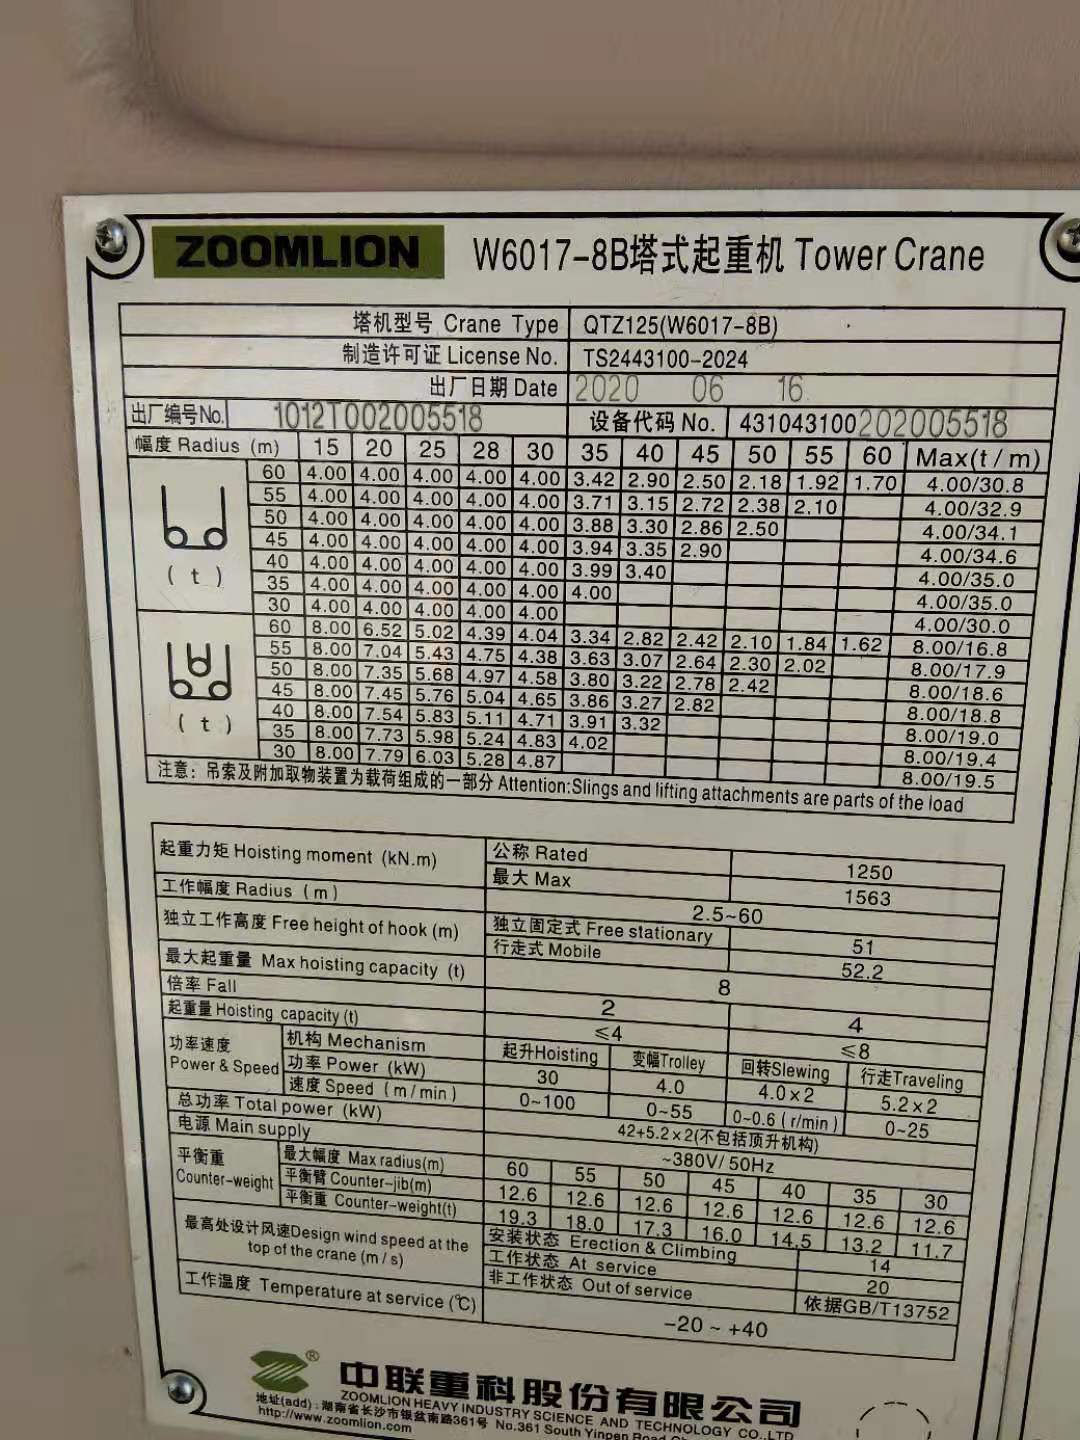 ZOOMLION W6017-8B塔式起重机 Tower Crane
塔机型号 Crane Type QTZ125(W6017-8B)
制造许可证 License No. TS2443100-2024
出厂日期 Date 2020 06 16
出厂编号No. 1012T002005518 设备代码 No. 431043100202005518
幅度 Radius (m) 15 20 25 28 30 35 40 45 50 55 60 Max(t/m)
60 4.00 4.00 4.00 4.00 4.00 3.42 2.90 2.50 2.18 1.92 1.70 4.00/30.8
55 4.00 4.00 4.00 4.00 4.00 3.71 3.15 2.72 2.38 2.10 4.00/32.9
50 4.00 4.00 4.00 4.00 4.00 3.88 3.30 2.86 2.50 4.00/34.1
45 4.00 4.00 4.00 4.00 4.00 3.94 3.35 2.90 4.00/34.6
(t) 40 4.00 4.00 4.00 4.00 4.00 3.99 3.40 4.00/35.0
35 4.00 4.00 4.00 4.00 4.00 4.00 4.00/35.0
30 4.00 4.00 4.00 4.00 4.00 4.00/30.0
60 8.00 6.52 5.02 4.39 4.04 3.34 2.82 2.42 2.10 1.84 1.62 8.00/16.8
55 8.00 7.04 5.43 4.75 4.38 3.63 3.07 2.64 2.30 2.02 8.00/17.9
50 8.00 7.35 5.68 4.97 4.58 3.80 3.22 2.78 2.42 8.00/18.6
45 8.00 7.45 5.76 5.04 4.65 3.86 3.27 2.82 8.00/18.8
(t) 40 8.00 7.54 5.83 5.11 4.71 3.91 3.32 8.00/19.0
35 8.00 7.73 5.98 5.24 4.83 4.02 8.00/19.4
30 8.00 7.79 6.03 5.28 4.87 8.00/19.5
注意: 吊索及附加取物装置为载荷组成的一部分 Attention:Slings and lifting attachments are parts of the load
起重力矩 Hoisting moment (kN.m) 公称 Rated 1250
最大 Max 1563
工作幅度 Radius (m) 2.5~60
独立工作高度 Free height of hook (m) 独立固定式 Free stationary 51
行走式 Mobile 52.2
最大起重量 Max hoisting capacity (t) 8
倍率 Fall 2 4
起重量 Hoisting capacity (t) ≤4 ≤8
功率速度 Power & Speed 机构 Mechanism 起升Hoisting 变幅Trolley 回转Slewing 行走Traveling
功率 Power (kW) 30 4.0 4.0×2 5.2×2
速度 Speed (m/min) 0~100 0~55 0~0.6 (r/min) 0~25
总功率 Total power (kW) 42+5.2×2(不包括顶升机构)
电源 Main supply ~380V/ 50Hz
平衡重 Counter-weight 最大幅度 Max radius(m) 60 55 50 45 40 35 30
平衡臂 Counter-jib(m) 12.6 12.6 12.6 12.6 12.6 12.6 12.6
平衡重 Counter-weight(t) 19.3 18.0 17.3 16.0 14.5 13.2 11.7
最高处设计风速Design wind speed at the top of the crane (m/s) 安装状态 Erection & Climbing 14
工作状态 At service 20
非工作状态 Out of service 依据GB/T13752
工作温度 Temperature at service (℃) -20 ~ +40
® 中联重科股份有限公司
ZOOMLION HEAVY INDUSTRY SCIENCE AND TECHNOLOGY CO.,LTD
地址(add):湖南省长沙市银盆南路361号 No.361 South Yinpen Road
http://www.zoomlion.com